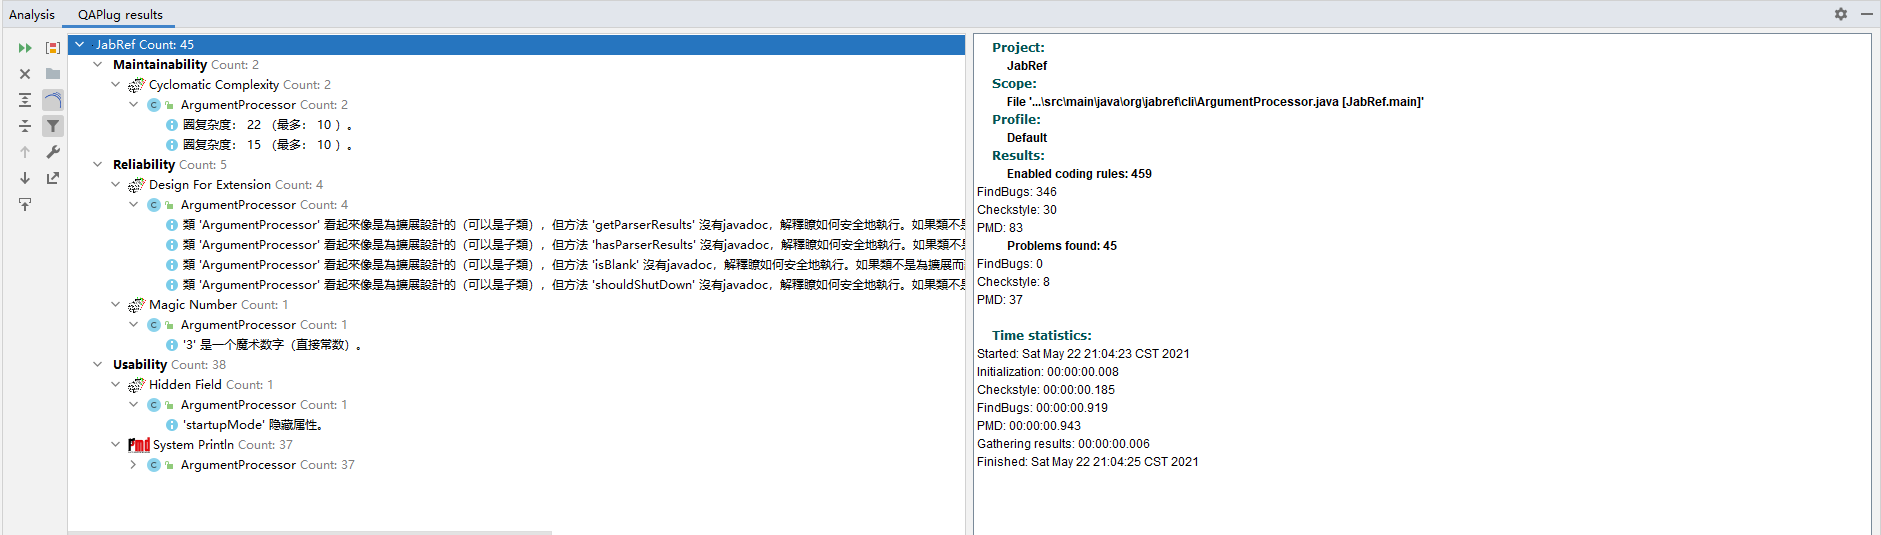 Analysis QAPlug results
JabRef Count: 45
Maintainability Count: 2
Cyclomatic Complexity Count: 2
ArgumentProcessor Count: 2
圈复杂度： 22 （最多： 10 ）。
圈复杂度： 15 （最多： 10 ）。
Reliability Count: 5
Design For Extension Count: 4
ArgumentProcessor Count: 4
類 'ArgumentProcessor' 看起來像是為擴展設計的（可以是子類），但方法 'getParserResults' 沒有javadoc，解釋瞭如何安全地執行。如果類不是
類 'ArgumentProcessor' 看起來像是為擴展設計的（可以是子類），但方法 'hasParserResults' 沒有javadoc，解釋瞭如何安全地執行。如果類不是
類 'ArgumentProcessor' 看起來像是為擴展設計的（可以是子類），但方法 'isBlank' 沒有javadoc，解釋瞭如何安全地執行。如果類不是為擴展而
類 'ArgumentProcessor' 看起來像是為擴展設計的（可以是子類），但方法 'shouldShutDown' 沒有javadoc，解釋瞭如何安全地執行。如果類不是
Magic Number Count: 1
ArgumentProcessor Count: 1
'3' 是一个魔术数字（直接常数）。
Usability Count: 38
Hidden Field Count: 1
ArgumentProcessor Count: 1
'startupMode' 隐藏属性。
PMD System Println Count: 37
ArgumentProcessor Count: 37
Project:
JabRef
Scope:
File '...\src\main\java\org\jabref\cli\ArgumentProcessor.java [JabRef.main]'
Profile:
Default
Results:
Enabled coding rules: 459
FindBugs: 346
Checkstyle: 30
PMD: 83
Problems found: 45
FindBugs: 0
Checkstyle: 8
PMD: 37
Time statistics:
Started: Sat May 22 21:04:23 CST 2021
Initialization: 00:00:00.008
Checkstyle: 00:00:00.185
FindBugs: 00:00:00.919
PMD: 00:00:00.943
Gathering results: 00:00:00.006
Finished: Sat May 22 21:04:25 CST 2021